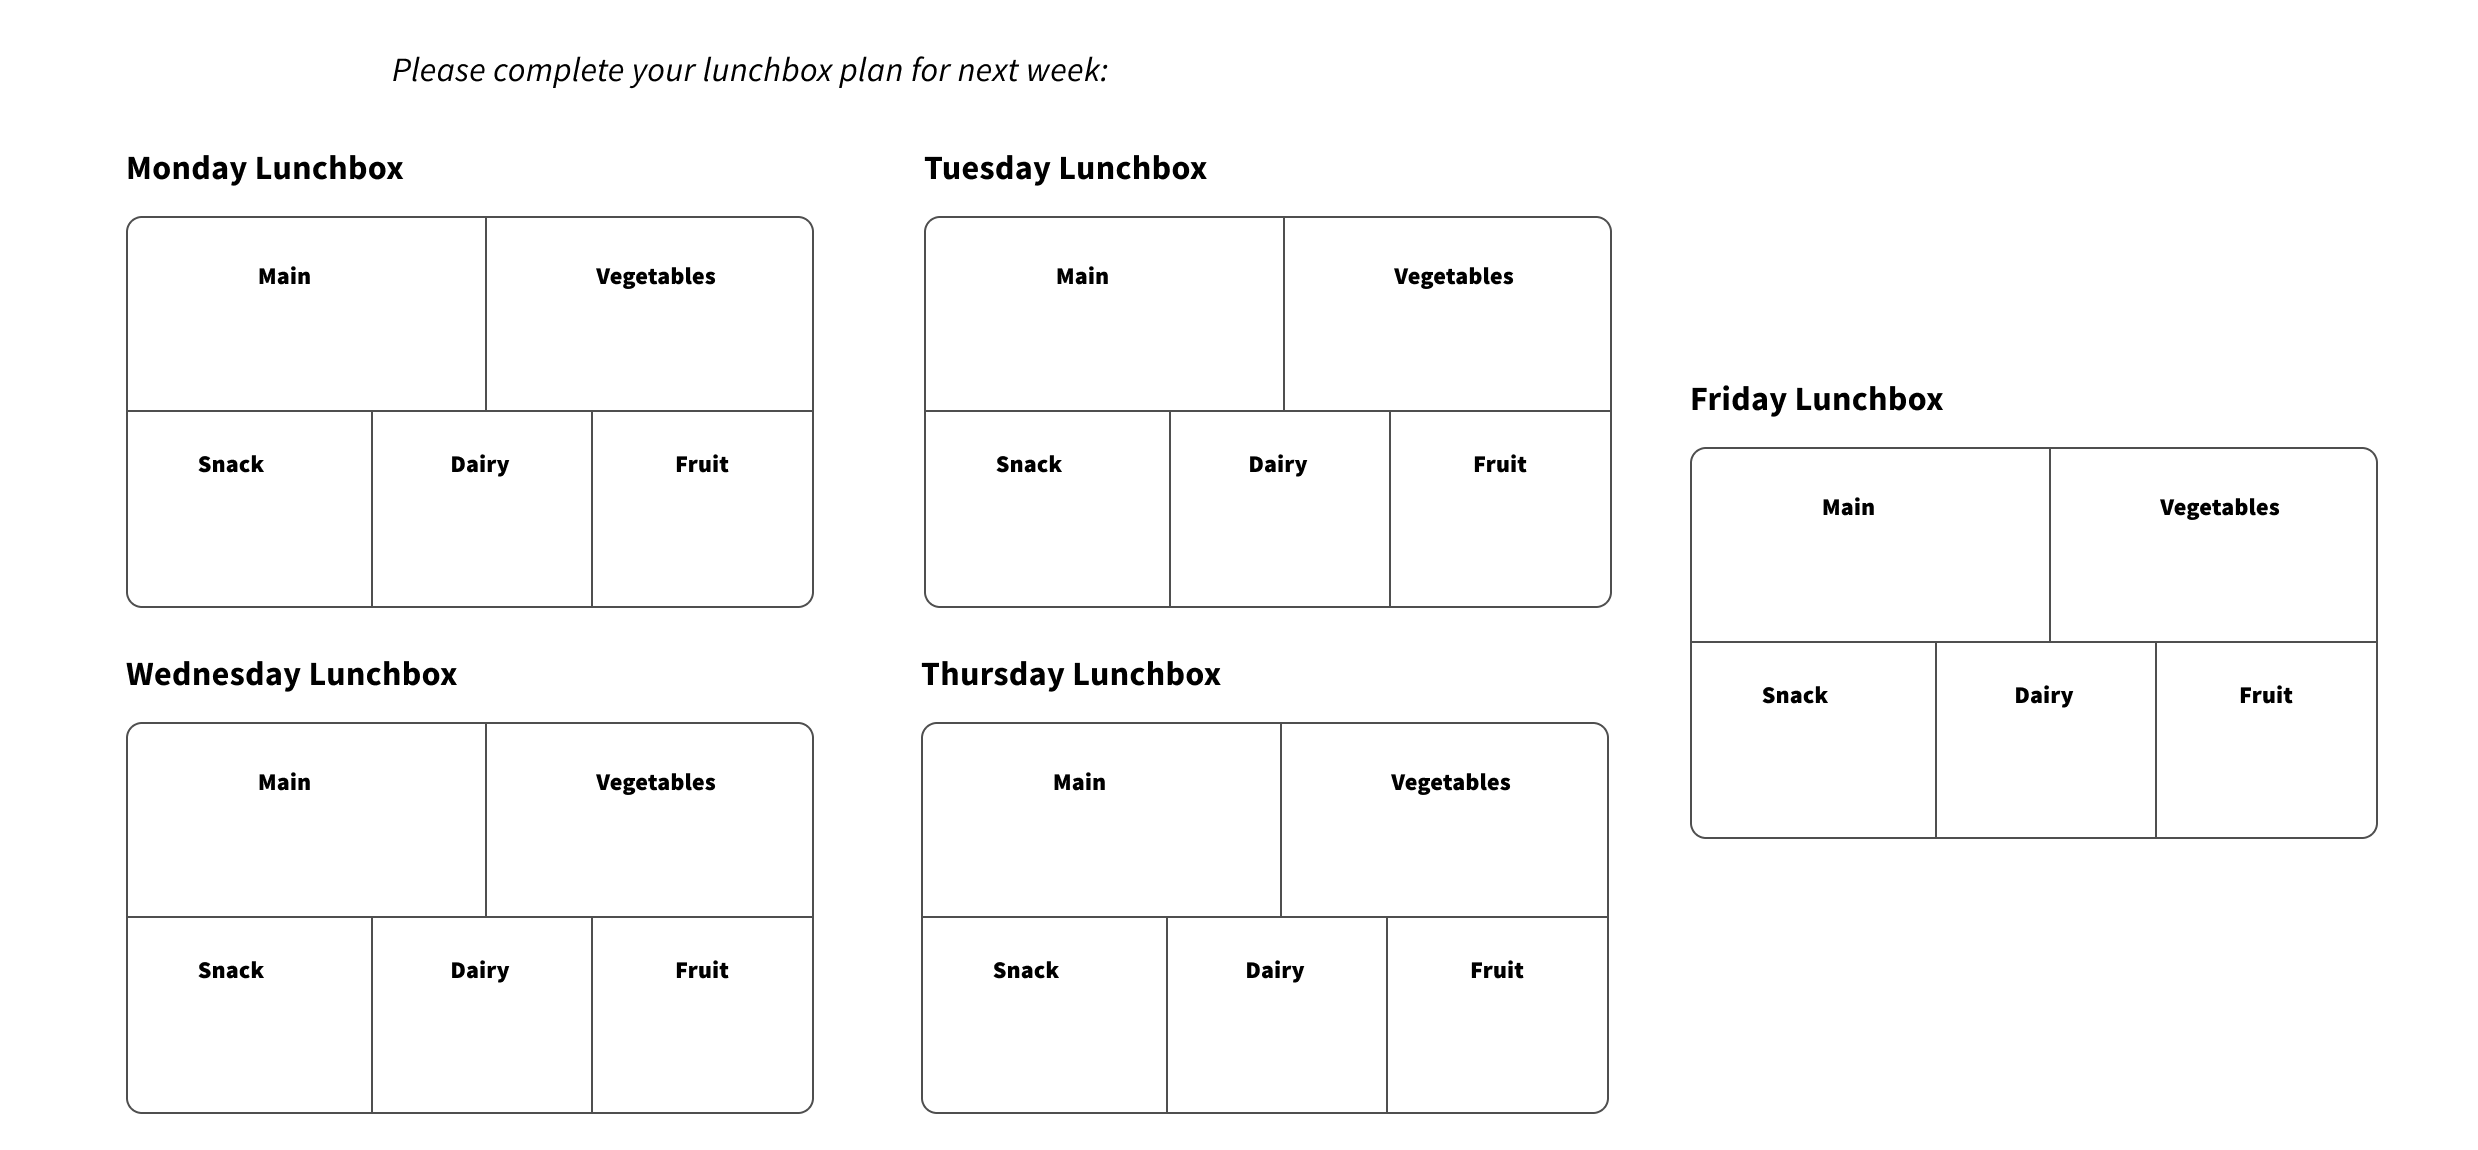 Please complete your lunchbox plan for next week:
Monday Lunchbox
Main Vegetables
Snack Dairy Fruit
Tuesday Lunchbox
Main Vegetables
Snack Dairy Fruit
Wednesday Lunchbox
Main Vegetables
Snack Dairy Fruit
Thursday Lunchbox
Main Vegetables
Snack Dairy Fruit
Friday Lunchbox
Main Vegetables
Snack Dairy Fruit